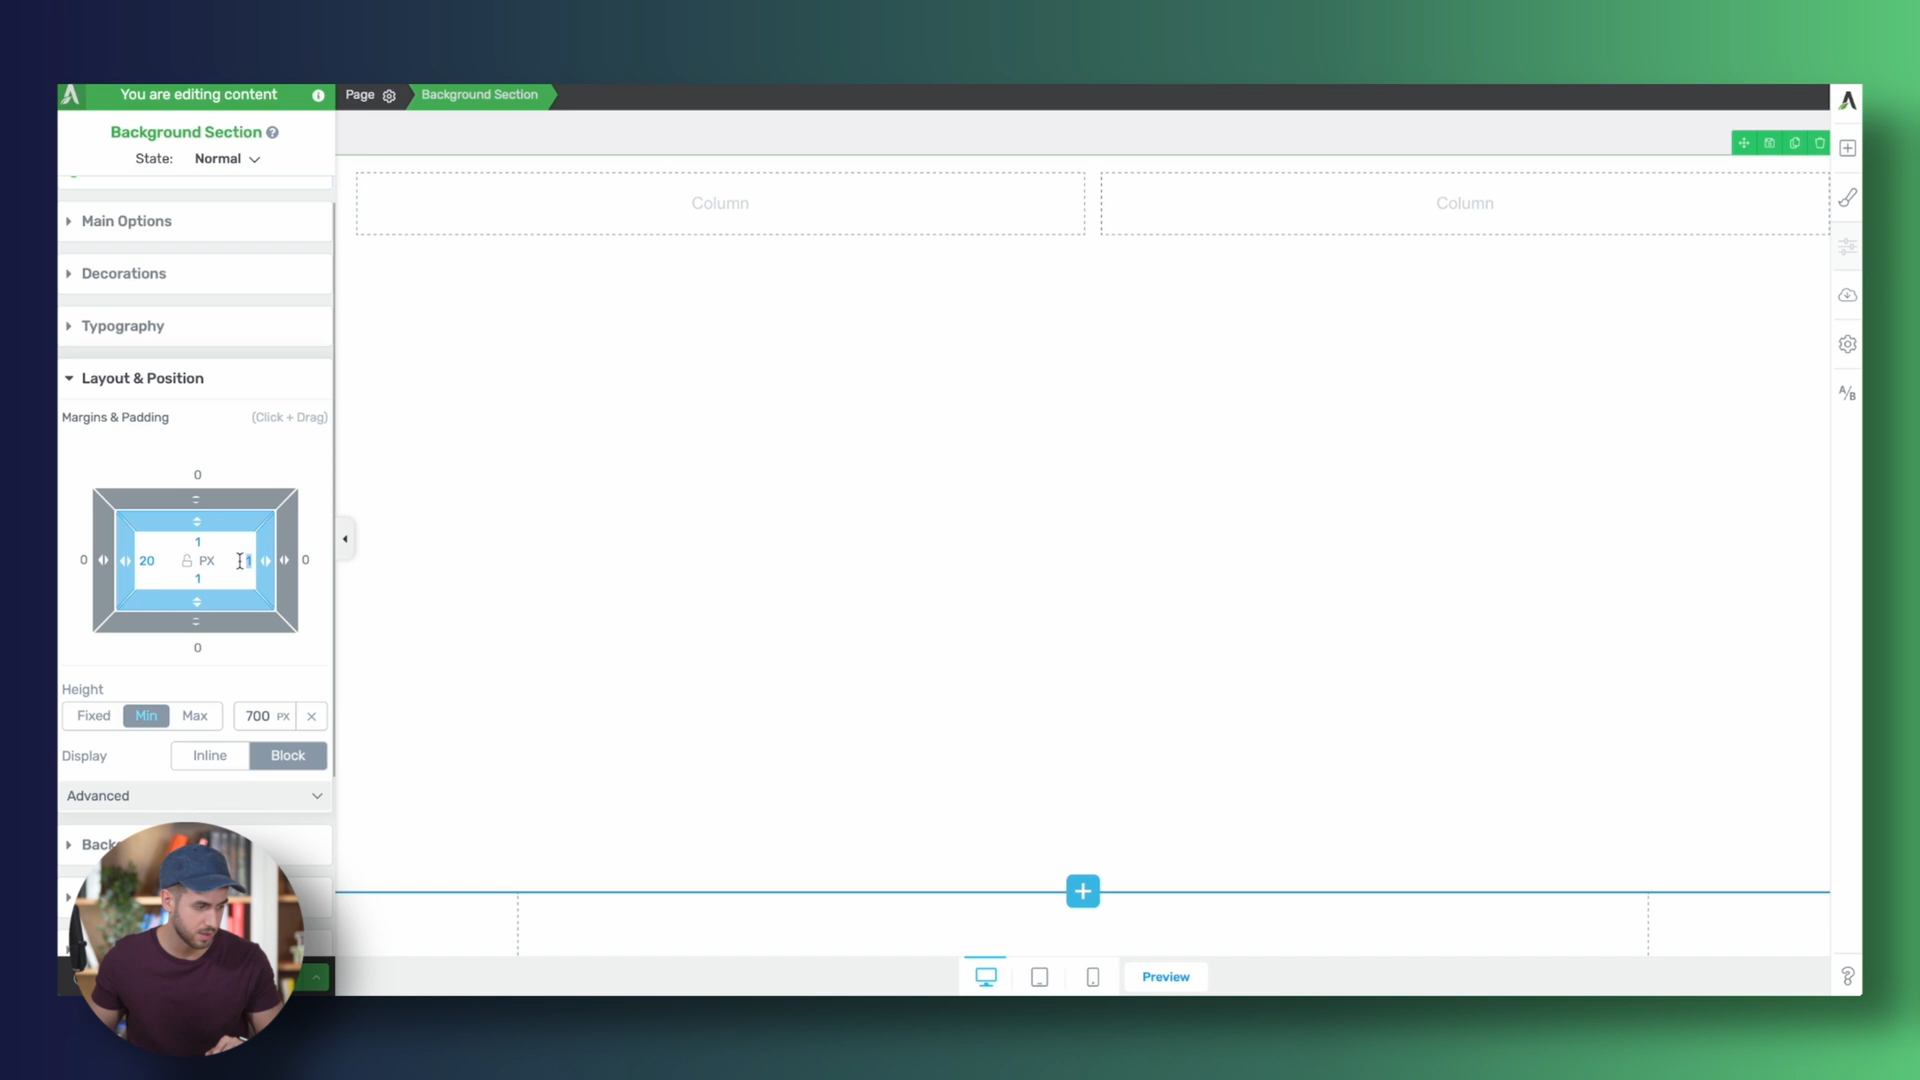 You are editing content
Page
Background Section
Background Section
State: Normal
Main Options
Decorations
Typography
Layout & Position
Margins & Padding (Click + Drag)
0
1
0 20 PX 1 0
1
0
Height
Fixed Min Max 700 PX
Display Inline Block
Advanced
Column
Column
A/B
Preview